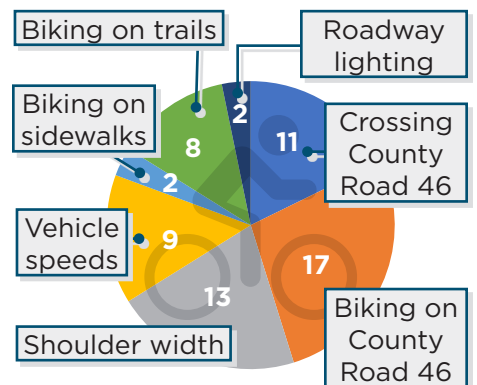 Biking on trails
Roadway
lighting
Biking on
sidewalks
2
8
11
Crossing
County
Road 46
2
Vehicle
speeds
9
17
13
Biking on
County
Road 46
Shoulder width